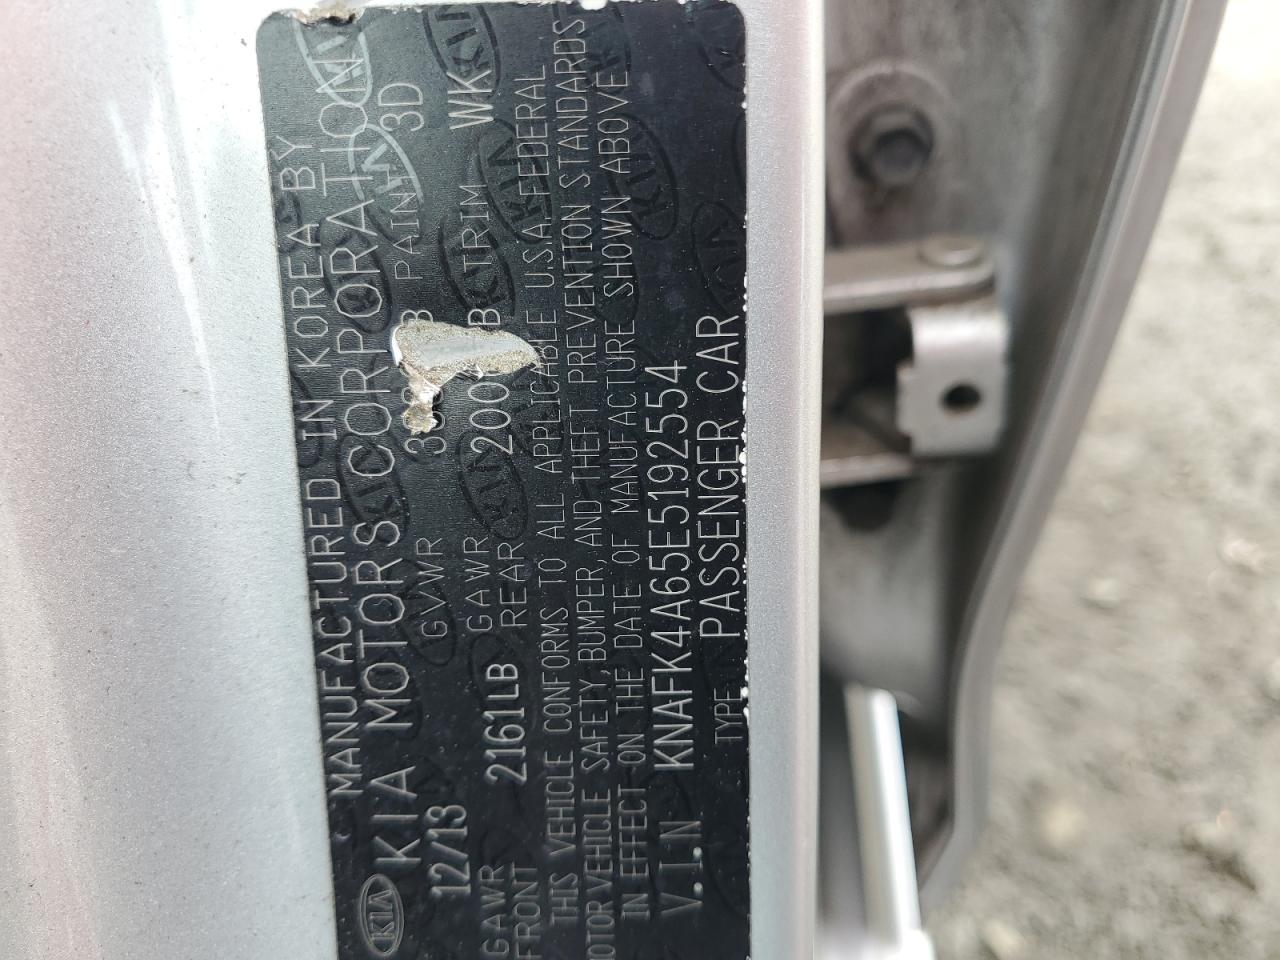 MANUFACTURED IN KOREA BY
KIA KIA MOTORS CORPORATION
12/13 GVWR PAINT 3D
GAWR FRONT 2161LB GAWR REAR 200 TRIM WK
THIS VEHICLE CONFORMS TO ALL APPLICABLE U.S.A. FEDERAL
MOTOR VEHICLE SAFETY, BUMPER, AND THEFT PREVENTION STANDARDS
IN EFFECT ON THE DATE OF MANUFACTURE SHOWN ABOVE.
V.I.N KNAFK4A65E5192554
TYPE PASSENGER CAR